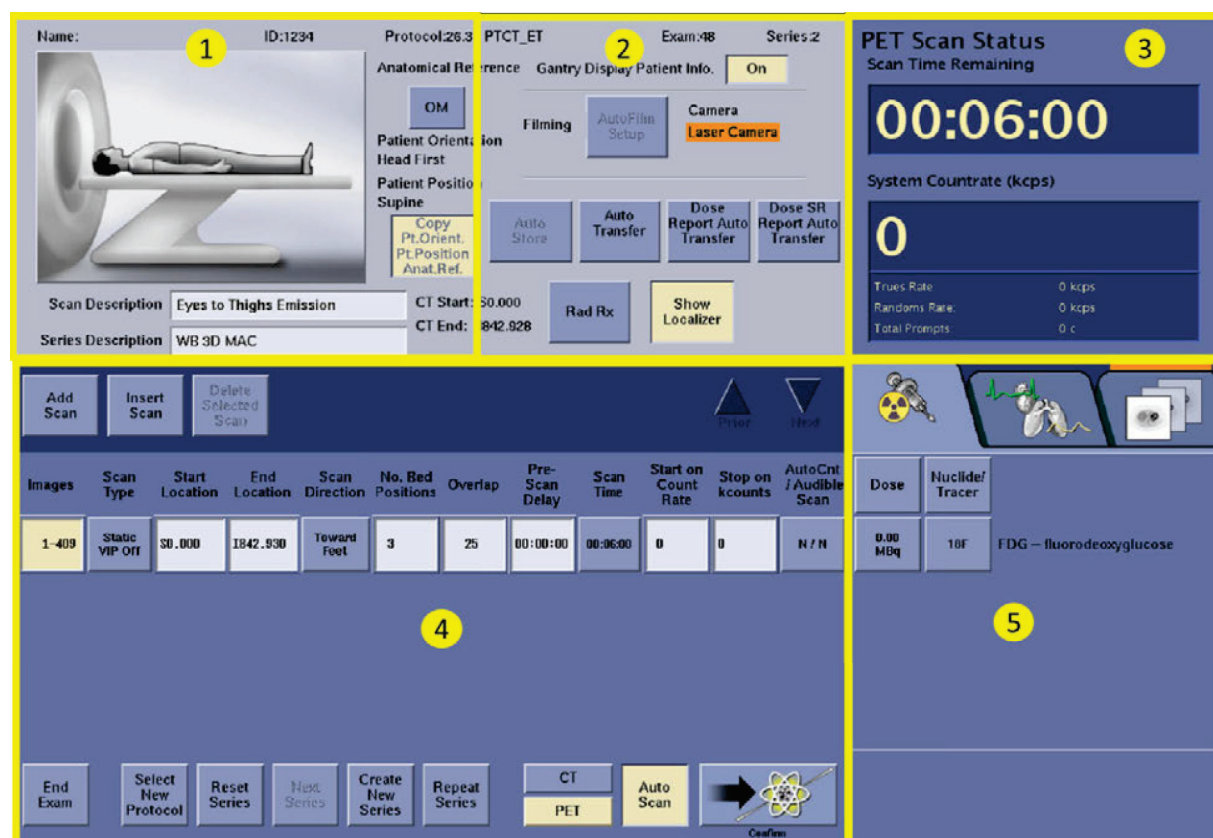 Name:
ID:1234
Protocol:26.3 PTCT_ET
Exam:48
Series:2
1
2
3
Anatomical Reference
OM
Patient Orientation
Head First
Patient Position
Supine
Copy
Pt.Orient.
Pt.Position
Anat.Ref.
Scan Description
Eyes to Thighs Emission
Series Description
WB 3D MAC
CT Start: S0.000
CT End: I842.928
Gantry Display Patient Info.
On
Filming
AutoFilm
Setup
Camera
Laser Camera
Auto
Store
Auto
Transfer
Dose
Report Auto
Transfer
Dose SR
Report Auto
Transfer
Rad Rx
Show
Localizer
PET Scan Status
Scan Time Remaining
00:06:00
System Countrate (kcps)
0
Trues Rate 0 kcps
Randoms Rate: 0 kcps
Total Prompts: 0 c
Add
Scan
Insert
Scan
Delete
Selected
Scan
Prior
Next
Images
Scan
Type
Start
Location
End
Location
Scan
Direction
No. Bed
Positions
Overlap
Pre-
Scan
Delay
Scan
Time
Start on
Count
Rate
Stop on
kcounts
AutoCnt
/ Audible
Scan
1-409
Static
VIP Off
S0.000
I842.930
Toward
Feet
3
25
00:00:00
00:06:00
0
0
N / N
4
End
Exam
Select
New
Protocol
Reset
Series
Next
Series
Create
New
Series
Repeat
Series
CT
PET
Auto
Scan
Confirm
Dose
Nuclide/
Tracer
0.00
MBq
18F
FDG – fluorodeoxyglucose
5